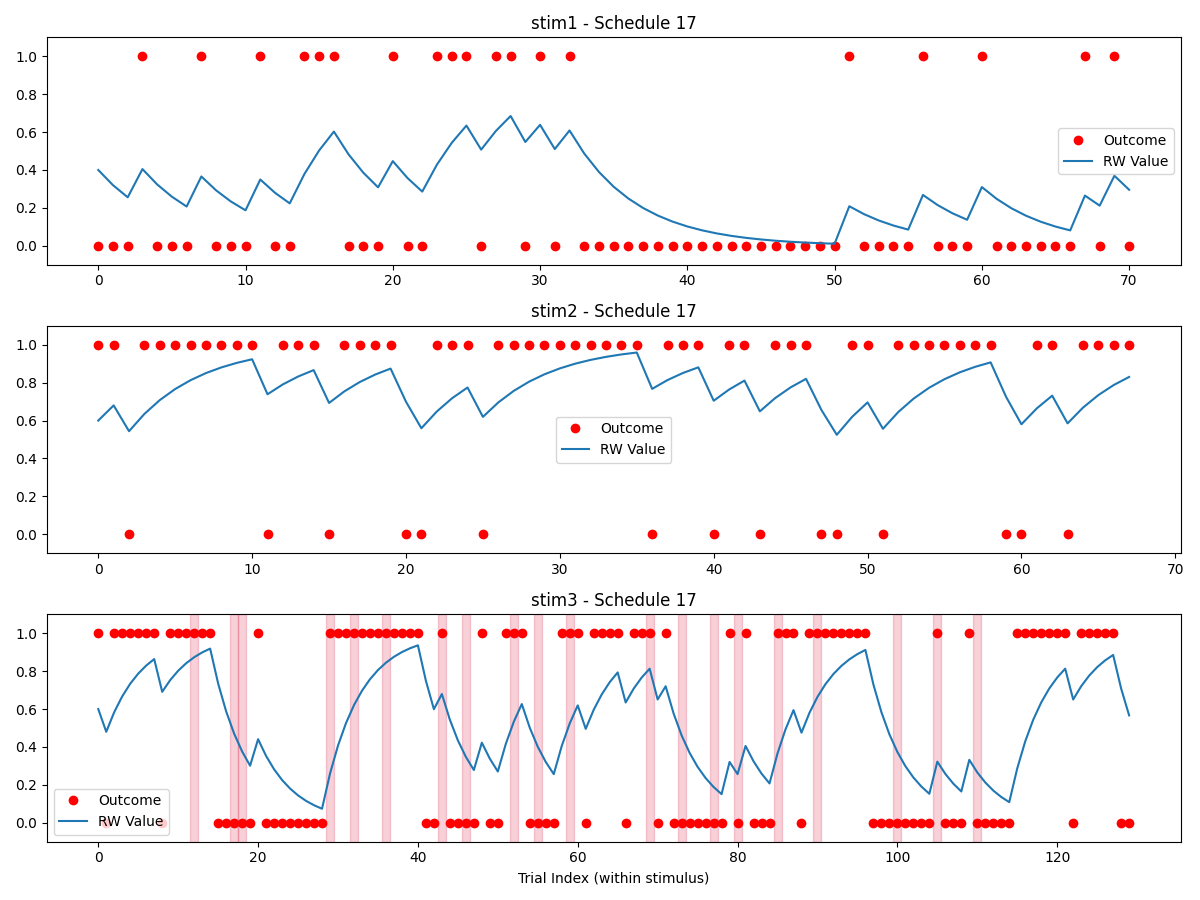 stim1 - Schedule 17
1.0
0.8
0.6
0.4
0.2
0.0
Outcome
RW Value
0 10 20 30 40 50 60 70
stim2 - Schedule 17
1.0
0.8
0.6
0.4
0.2
0.0
Outcome
RW Value
0 10 20 30 40 50 60 70
stim3 - Schedule 17
1.0
0.8
0.6
0.4
0.2
0.0
Outcome
RW Value
0 20 40 60 80 100 120
Trial Index (within stimulus)